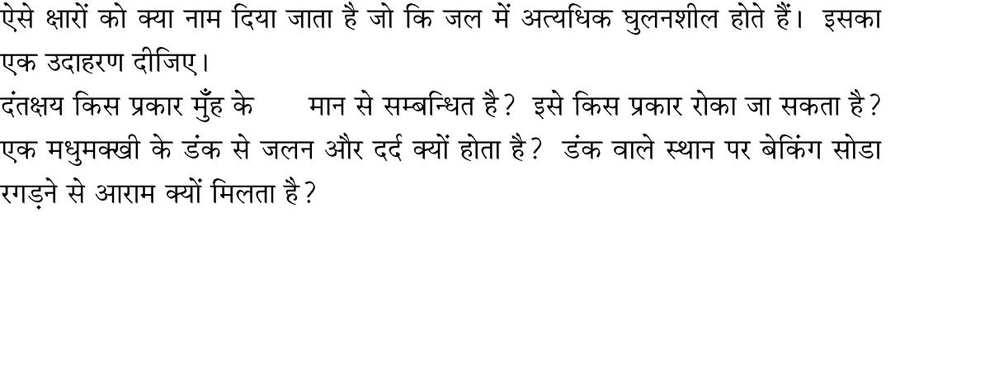 ऐसे क्षारों को क्या नाम दिया जाता है जो कि जल में अत्यधिक घुलनशील होते हैं। इसका
एक उदाहरण दीजिए।
दंतक्षय किस प्रकार मुँह के मान से सम्बन्धित है? इसे किस प्रकार रोका जा सकता है?
एक मधुमक्खी के डंक से जलन और दर्द क्यों होता है? डंक वाले स्थान पर बेकिंग सोडा
रगड़ने से आराम क्यों मिलता है?